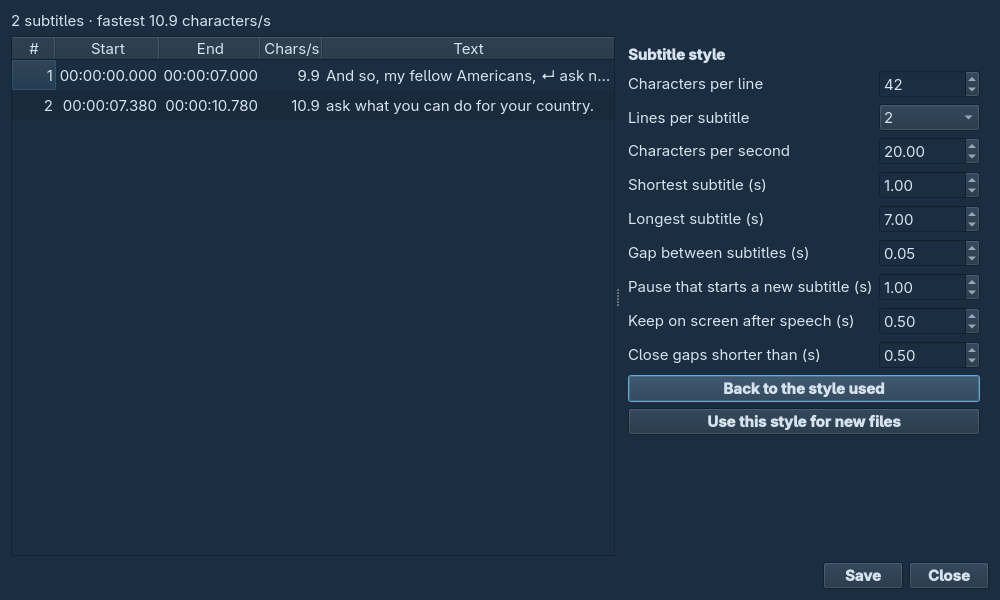 2 subtitles · fastest 10.9 characters/s
# Start End Chars/s Text
1 00:00:00.000 00:00:07.000 9.9 And so, my fellow Americans, ↵ ask n...
2 00:00:07.380 00:00:10.780 10.9 ask what you can do for your country.
Subtitle style
Characters per line 42
Lines per subtitle 2
Characters per second 20.00
Shortest subtitle (s) 1.00
Longest subtitle (s) 7.00
Gap between subtitles (s) 0.05
Pause that starts a new subtitle (s) 1.00
Keep on screen after speech (s) 0.50
Close gaps shorter than (s) 0.50
Back to the style used
Use this style for new files
Save Close